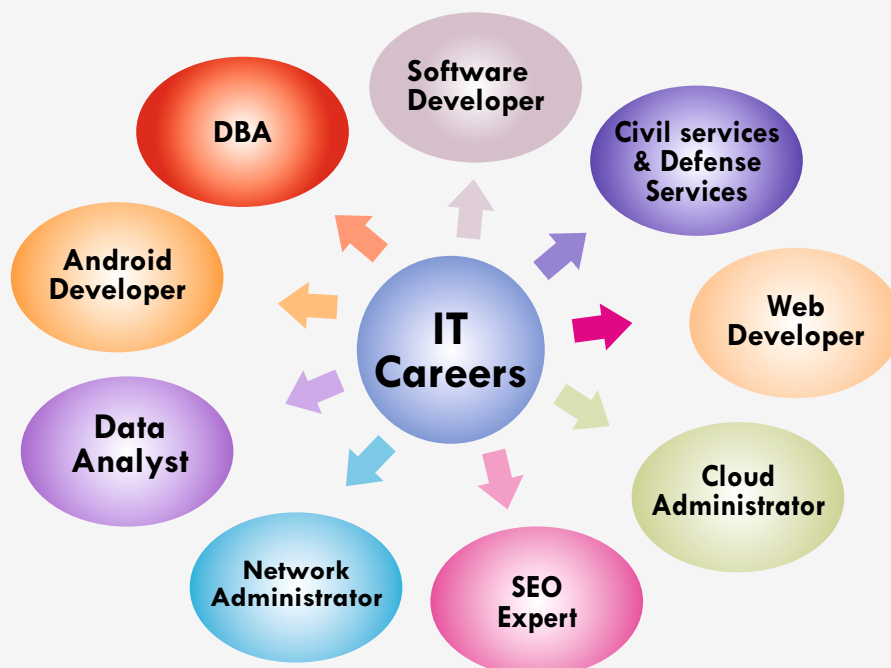 Software
Developer
DBA
Civil services
& Defense
Services
Android
Developer
Web
Developer
IT
Careers
Data
Analyst
Cloud
Administrator
Network
Administrator
SEO
Expert